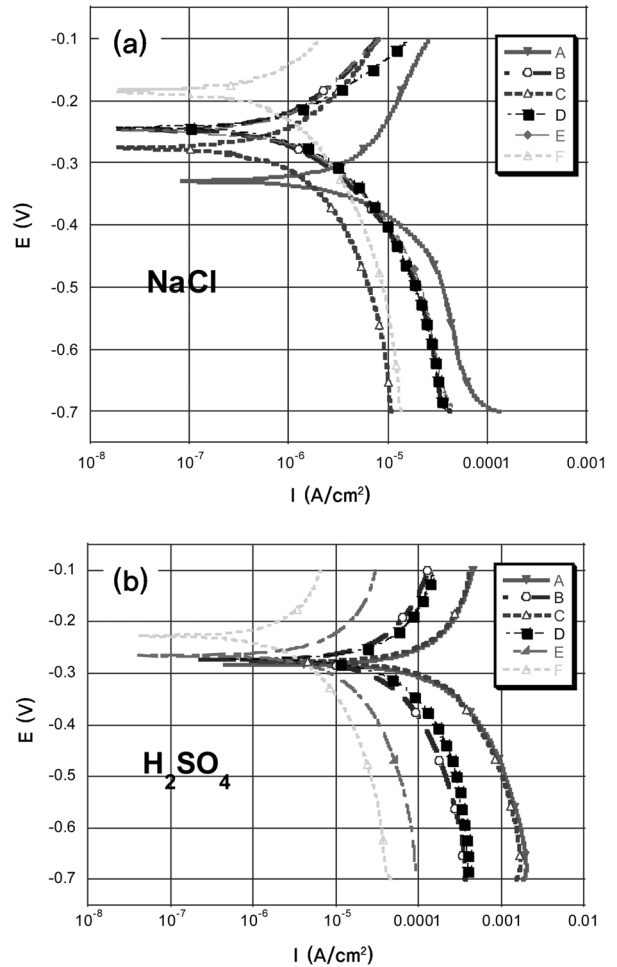 (a)
-0.1
-0.2
-0.3
-0.4
-0.5
-0.6
-0.7
E (V)
A
B
C
D
E
F
NaCl
10⁻⁸ 10⁻⁷ 10⁻⁶ 10⁻⁵ 0.0001 0.001
I (A/cm²)
(b)
-0.1
-0.2
-0.3
-0.4
-0.5
-0.6
-0.7
E (V)
A
B
C
D
E
F
H₂SO₄
10⁻⁸ 10⁻⁷ 10⁻⁶ 10⁻⁵ 0.0001 0.001 0.01
I (A/cm²)